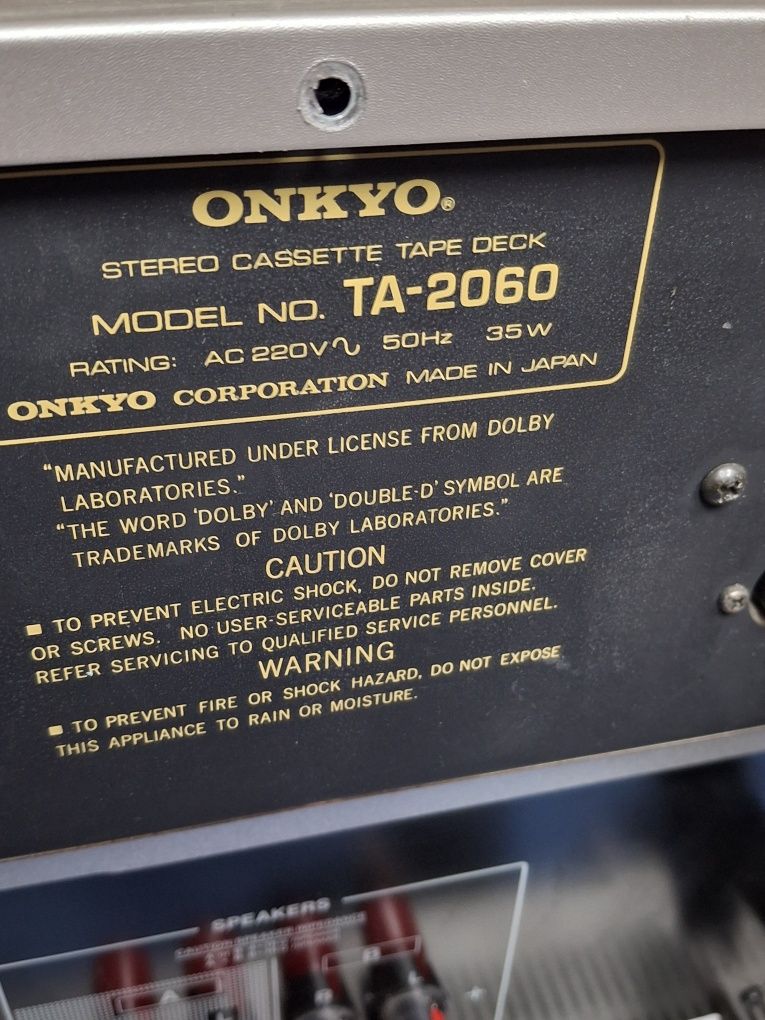 ONKYO®
STEREO CASSETTE TAPE DECK
MODEL NO. TA-2060
RATING: AC 220V∿ 50Hz 35W
ONKYO CORPORATION MADE IN JAPAN
“MANUFACTURED UNDER LICENSE FROM DOLBY
LABORATORIES.”
“THE WORD ‘DOLBY’ AND ‘DOUBLE-D’ SYMBOL ARE
TRADEMARKS OF DOLBY LABORATORIES.”
CAUTION
■ TO PREVENT ELECTRIC SHOCK, DO NOT REMOVE COVER
OR SCREWS. NO USER-SERVICEABLE PARTS INSIDE.
REFER SERVICING TO QUALIFIED SERVICE PERSONNEL.
WARNING
■ TO PREVENT FIRE OR SHOCK HAZARD, DO NOT EXPOSE
THIS APPLIANCE TO RAIN OR MOISTURE.
SPEAKERS
A B